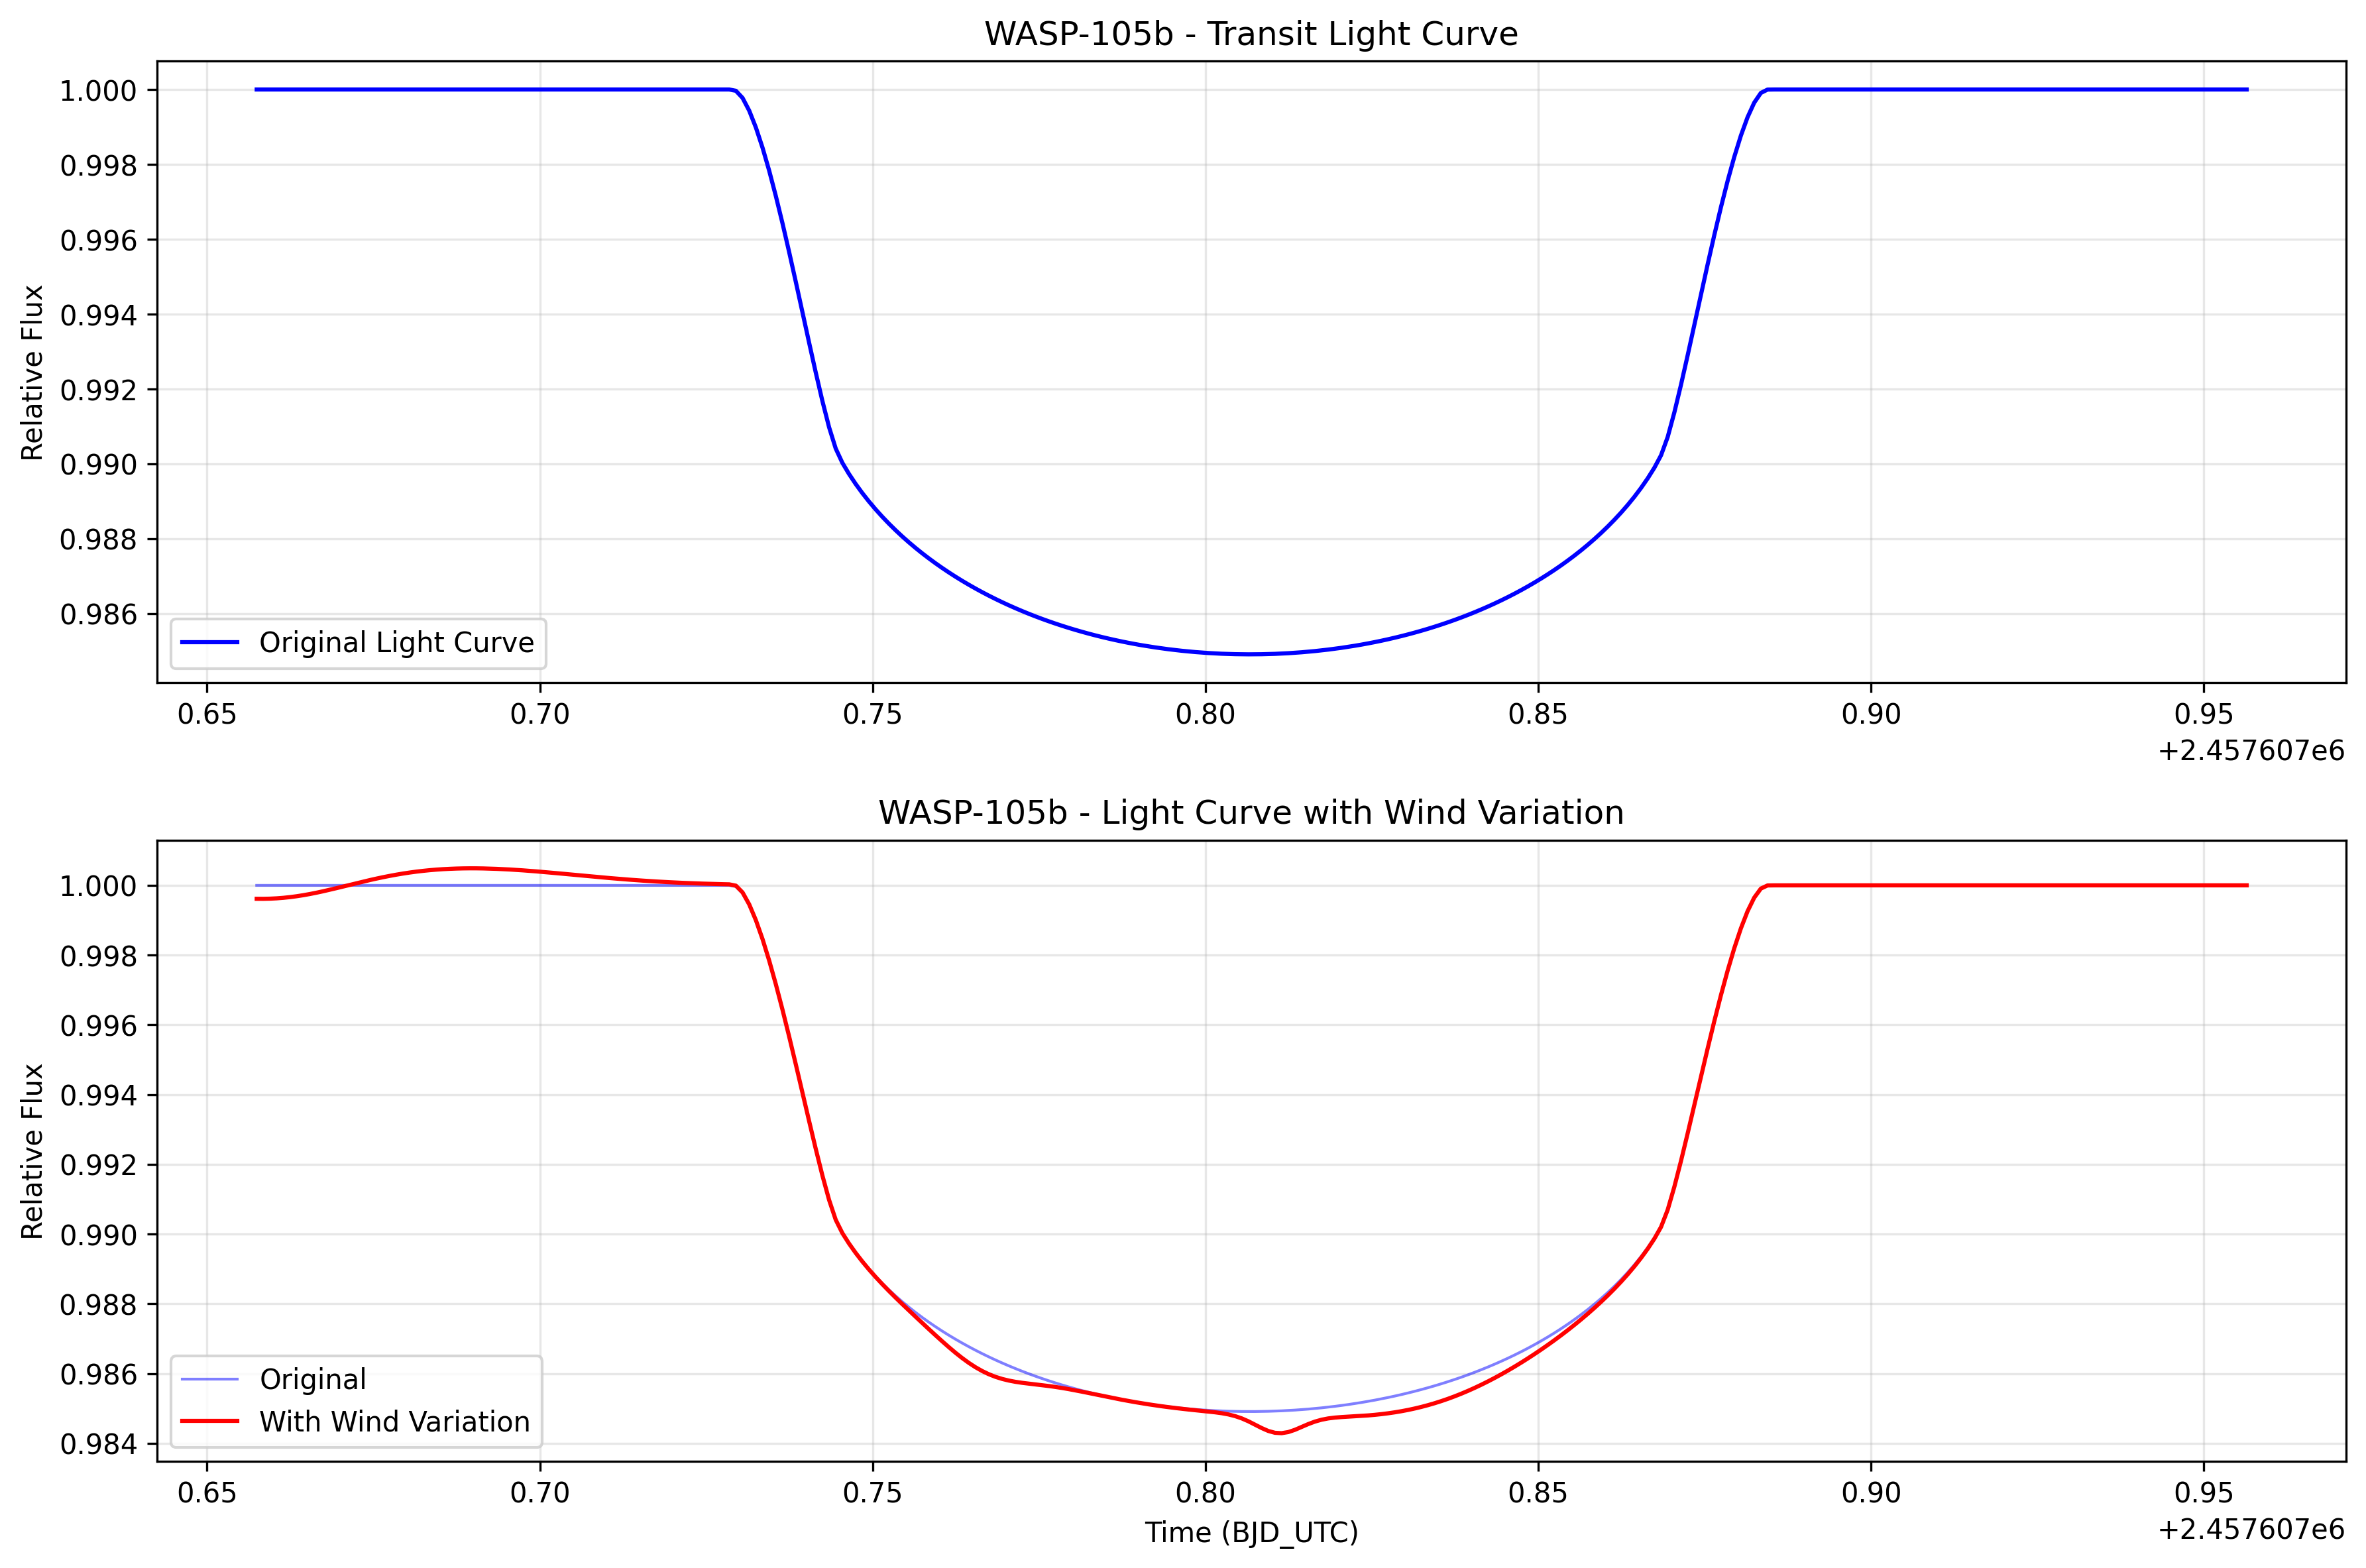 WASP-105b - Transit Light Curve
Relative Flux
1.000
0.998
0.996
0.994
0.992
0.990
0.988
0.986
Original Light Curve
0.65 0.70 0.75 0.80 0.85 0.90 0.95
+2.457607e6
WASP-105b - Light Curve with Wind Variation
Relative Flux
1.000
0.998
0.996
0.994
0.992
0.990
0.988
0.986
0.984
Original
With Wind Variation
0.65 0.70 0.75 0.80 0.85 0.90 0.95
Time (BJD_UTC)
+2.457607e6